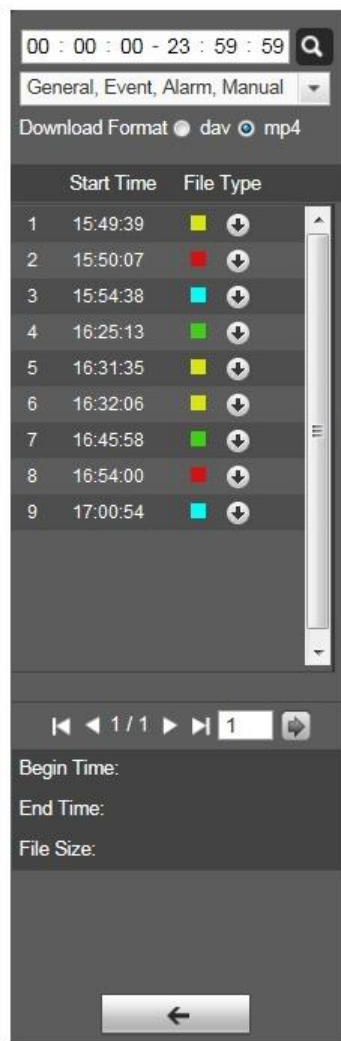 00 : 00 : 00 - 23 : 59 : 59
General, Event, Alarm, Manual
Download Format dav mp4
Start Time File Type
1 15:49:39
2 15:50:07
3 15:54:38
4 16:25:13
5 16:31:35
6 16:32:06
7 16:45:58
8 16:54:00
9 17:00:54
1 / 1 1
Begin Time:
End Time:
File Size: